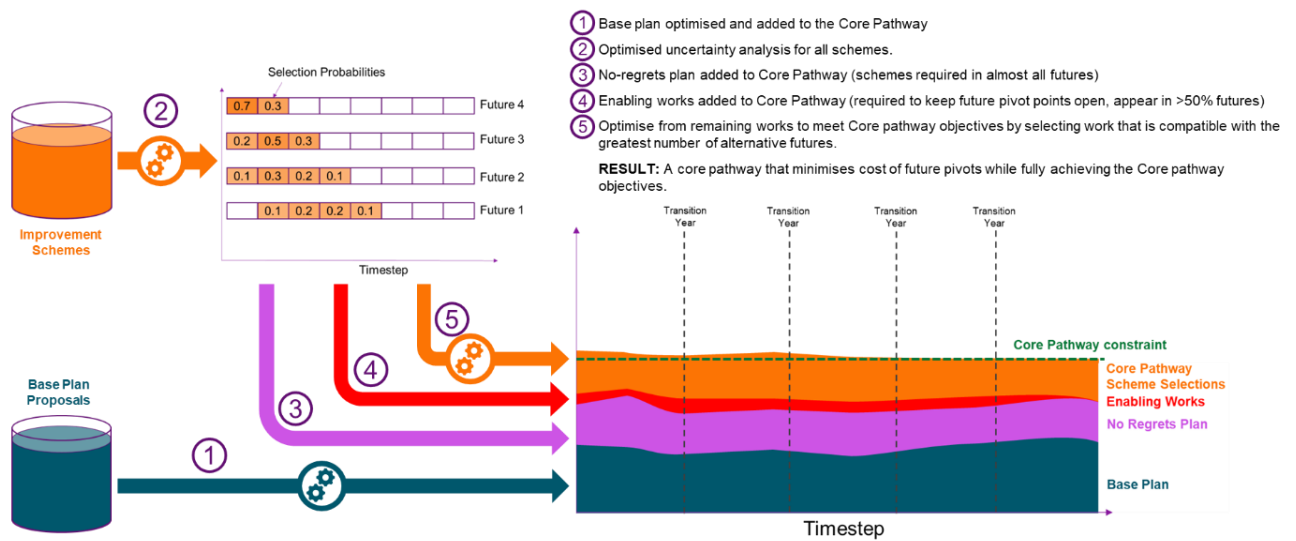 1 Base plan optimised and added to the Core Pathway
2 Optimised uncertainty analysis for all schemes.
3 No-regrets plan added to Core Pathway (schemes required in almost all futures)
4 Enabling works added to Core Pathway (required to keep future pivot points open, appear in >50% futures)
5 Optimise from remaining works to meet Core pathway objectives by selecting work that is compatible with the
greatest number of alternative futures.
RESULT: A core pathway that minimises cost of future pivots while fully achieving the Core pathway
objectives.
2
Selection Probabilities
0.7 0.3 Future 4
0.2 0.5 0.3 Future 3
0.1 0.3 0.2 0.1 Future 2
0.1 0.2 0.2 0.1 Future 1
Timestep
Improvement
Schemes
5
4
3
Base Plan
Proposals
1
Transition
Year
Transition
Year
Transition
Year
Transition
Year
Core Pathway constraint
Core Pathway
Scheme Selections
Enabling Works
No Regrets Plan
Base Plan
Timestep